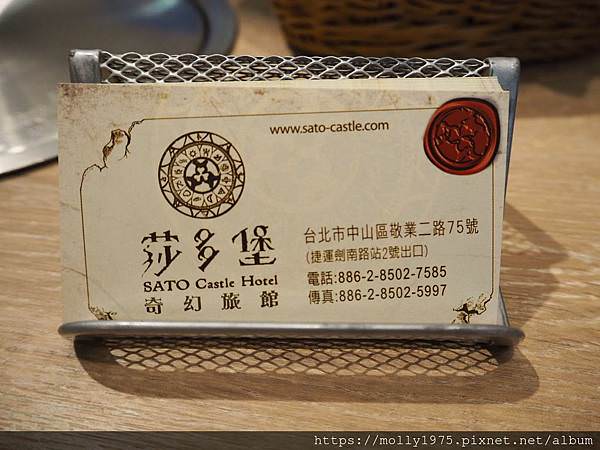 www.sato-castle.com
莎多堡
SATO Castle Hotel
奇幻旅館
台北市中山區敬業二路75號
(捷運劍南路站2號出口)
電話:886-2-8502-7585
傳真:886-2-8502-5997
https://molly1975.pixnet.net/album